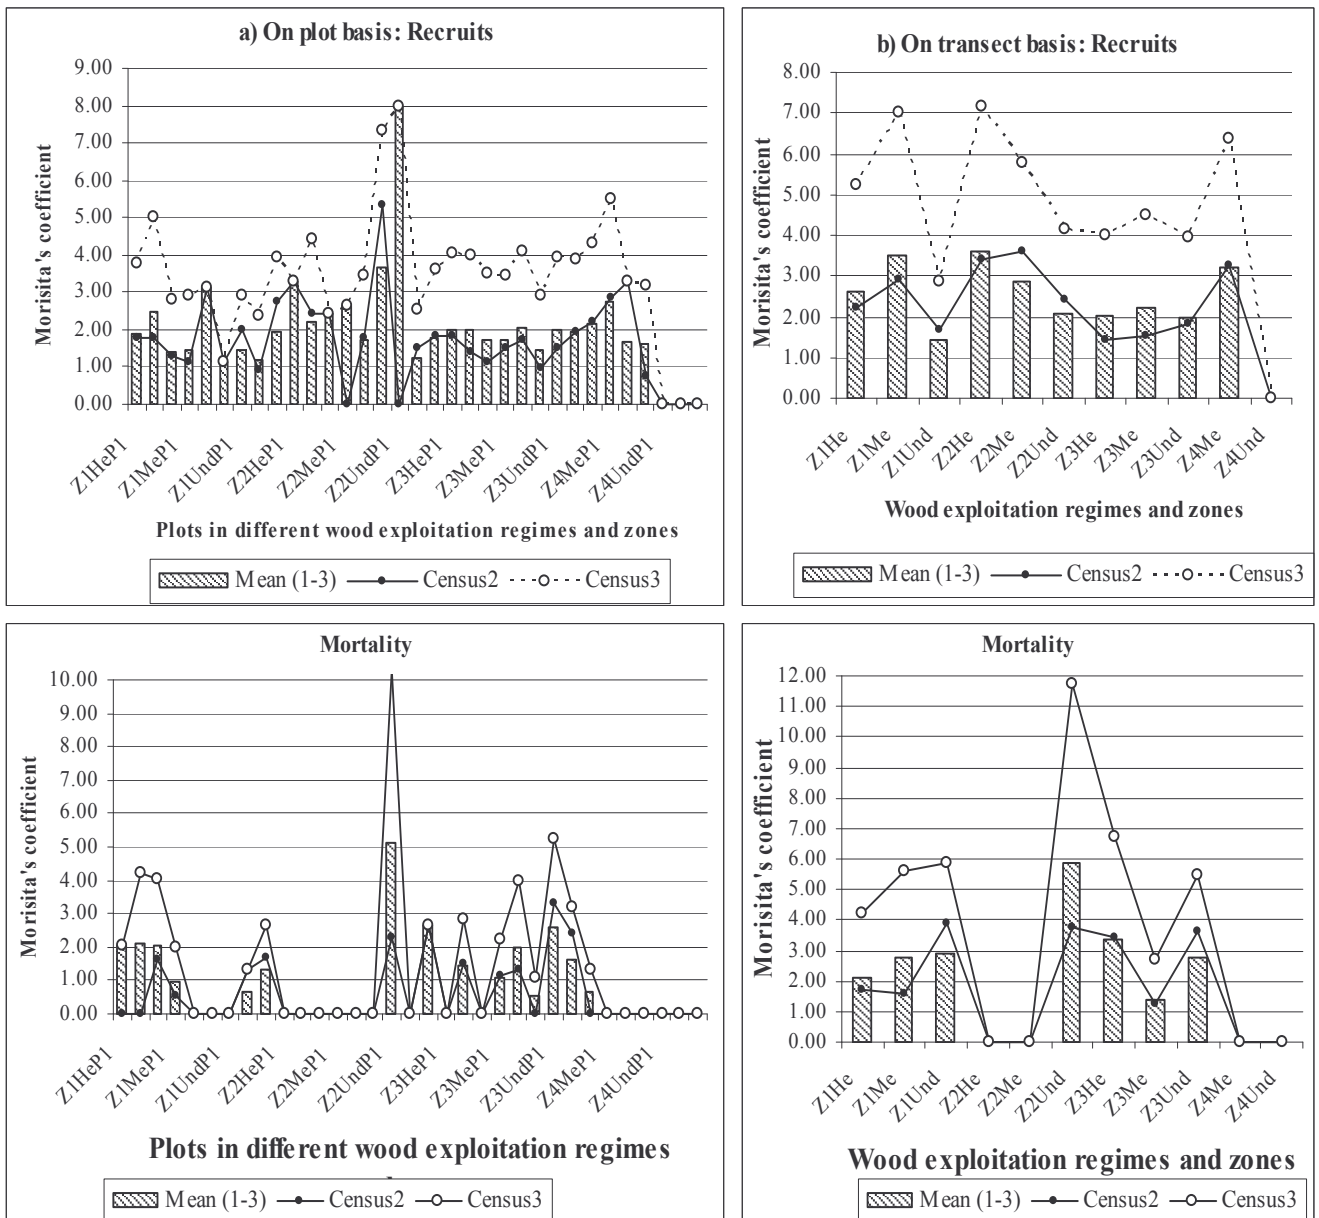 a) On plot basis: Recruits
9.00
8.00
7.00
6.00
5.00
4.00
3.00
2.00
1.00
0.00
Morisita's coefficient
Z1HeP1
Z1MeP1
Z1UndP1
Z2HeP1
Z2MeP1
Z2UndP1
Z3HeP1
Z3MeP1
Z3UndP1
Z4MeP1
Z4UndP1
Plots in different wood exploitation regimes and zones
Mean (1-3) Census2 Census3
b) On transect basis: Recruits
8.00
7.00
6.00
5.00
4.00
3.00
2.00
1.00
0.00
Morisita's coefficient
Z1He
Z1Me
Z1Und
Z2He
Z2Me
Z2Und
Z3He
Z3Me
Z3Und
Z4Me
Z4Und
Wood exploitation regimes and zones
Mean (1-3) Census2 Census3
Mortality
10.00
9.00
8.00
7.00
6.00
5.00
4.00
3.00
2.00
1.00
0.00
Morisita's coefficient
Z1HeP1
Z1MeP1
Z1UndP1
Z2HeP1
Z2MeP1
Z2UndP1
Z3HeP1
Z3MeP1
Z3UndP1
Z4MeP1
Z4UndP1
Plots in different wood exploitation regimes
Mean (1-3) Census2 Census3
Mortality
12.00
11.00
10.00
9.00
8.00
7.00
6.00
5.00
4.00
3.00
2.00
1.00
0.00
Morisita's coefficient
Z1He
Z1Me
Z1Und
Z2He
Z2Me
Z2Und
Z3He
Z3Me
Z3Und
Z4Me
Z4Und
Wood exploitation regimes and zones
Mean (1-3) Census2 Census3